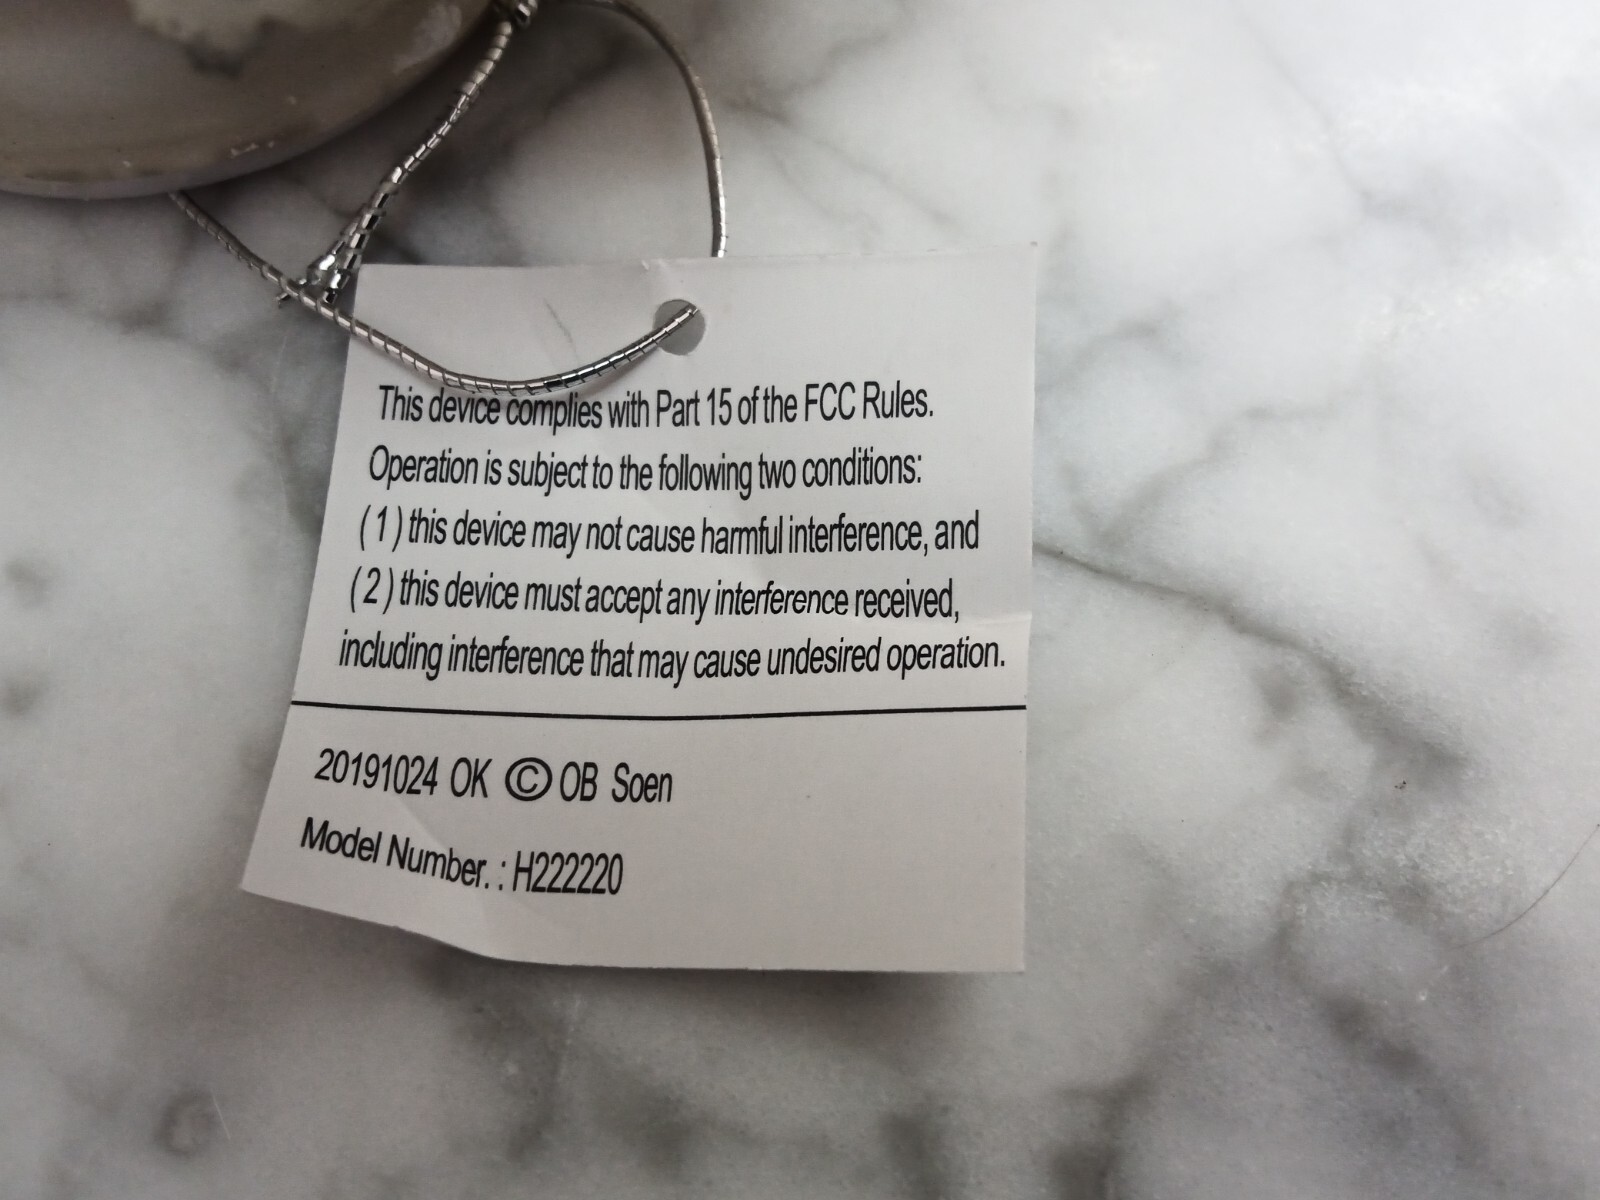 This device complies with Part 15 of the FCC Rules.
Operation is subject to the following two conditions:
(1) this device may not cause harmful interference, and
(2) this device must accept any interference received,
including interference that may cause undesired operation.
20191024 OK © OB Soen
Model Number. : H222220